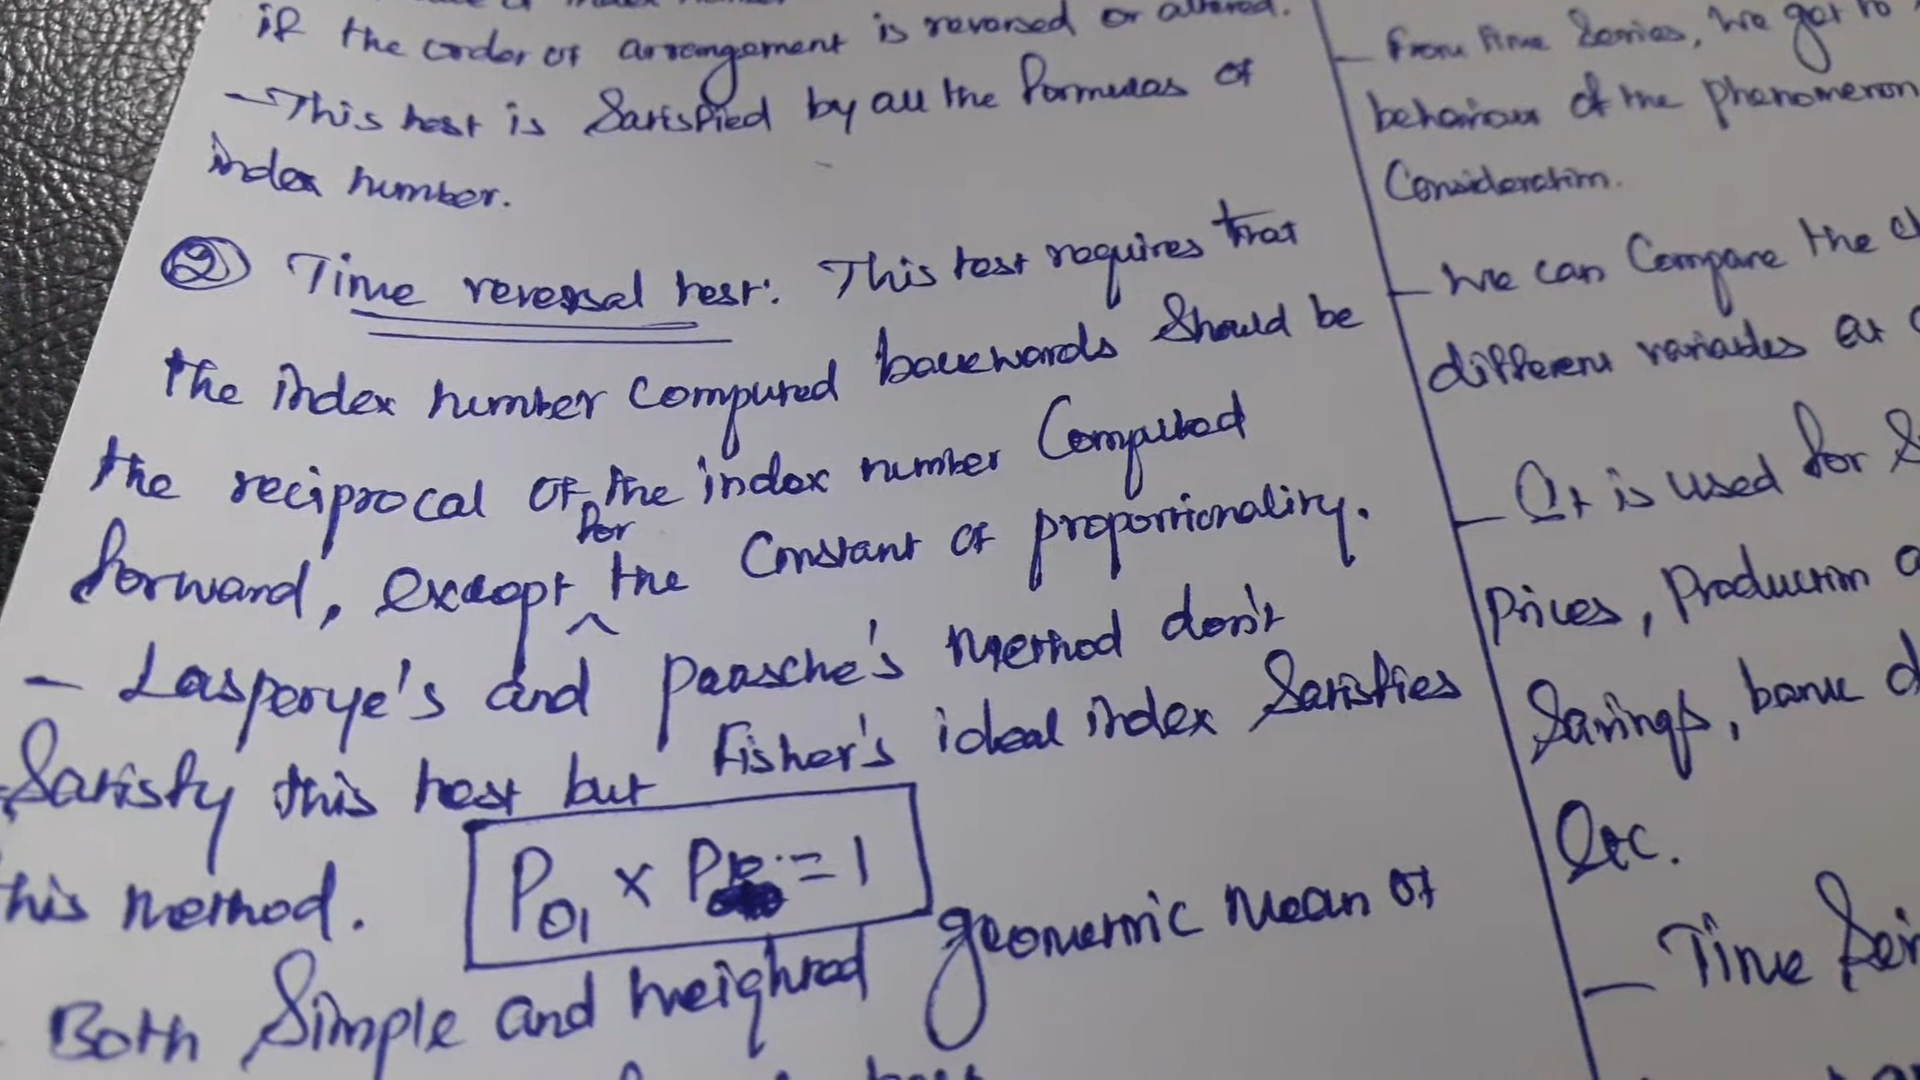 if the order of arrangement is reversed or altered.
- This test is Satisfied by all the formulas of
index number.
② Time reversal test: This test requires that
the index number computed backwards should be
the reciprocal of the index number Computed
forward, except for the Constant of proportionality.
- Lasperye's and paasche's method don't
Satisfy this test but Fisher's ideal index Satisfies
this method.
P01 x P = 1
Both Simple and weighted geometric mean of
- From time Series, we get to
behaviour of the phenomenon
Consideration.
- We can Compare the
different variables at
- It is used for
prices, production
Savings, bank
Etc.
- Time